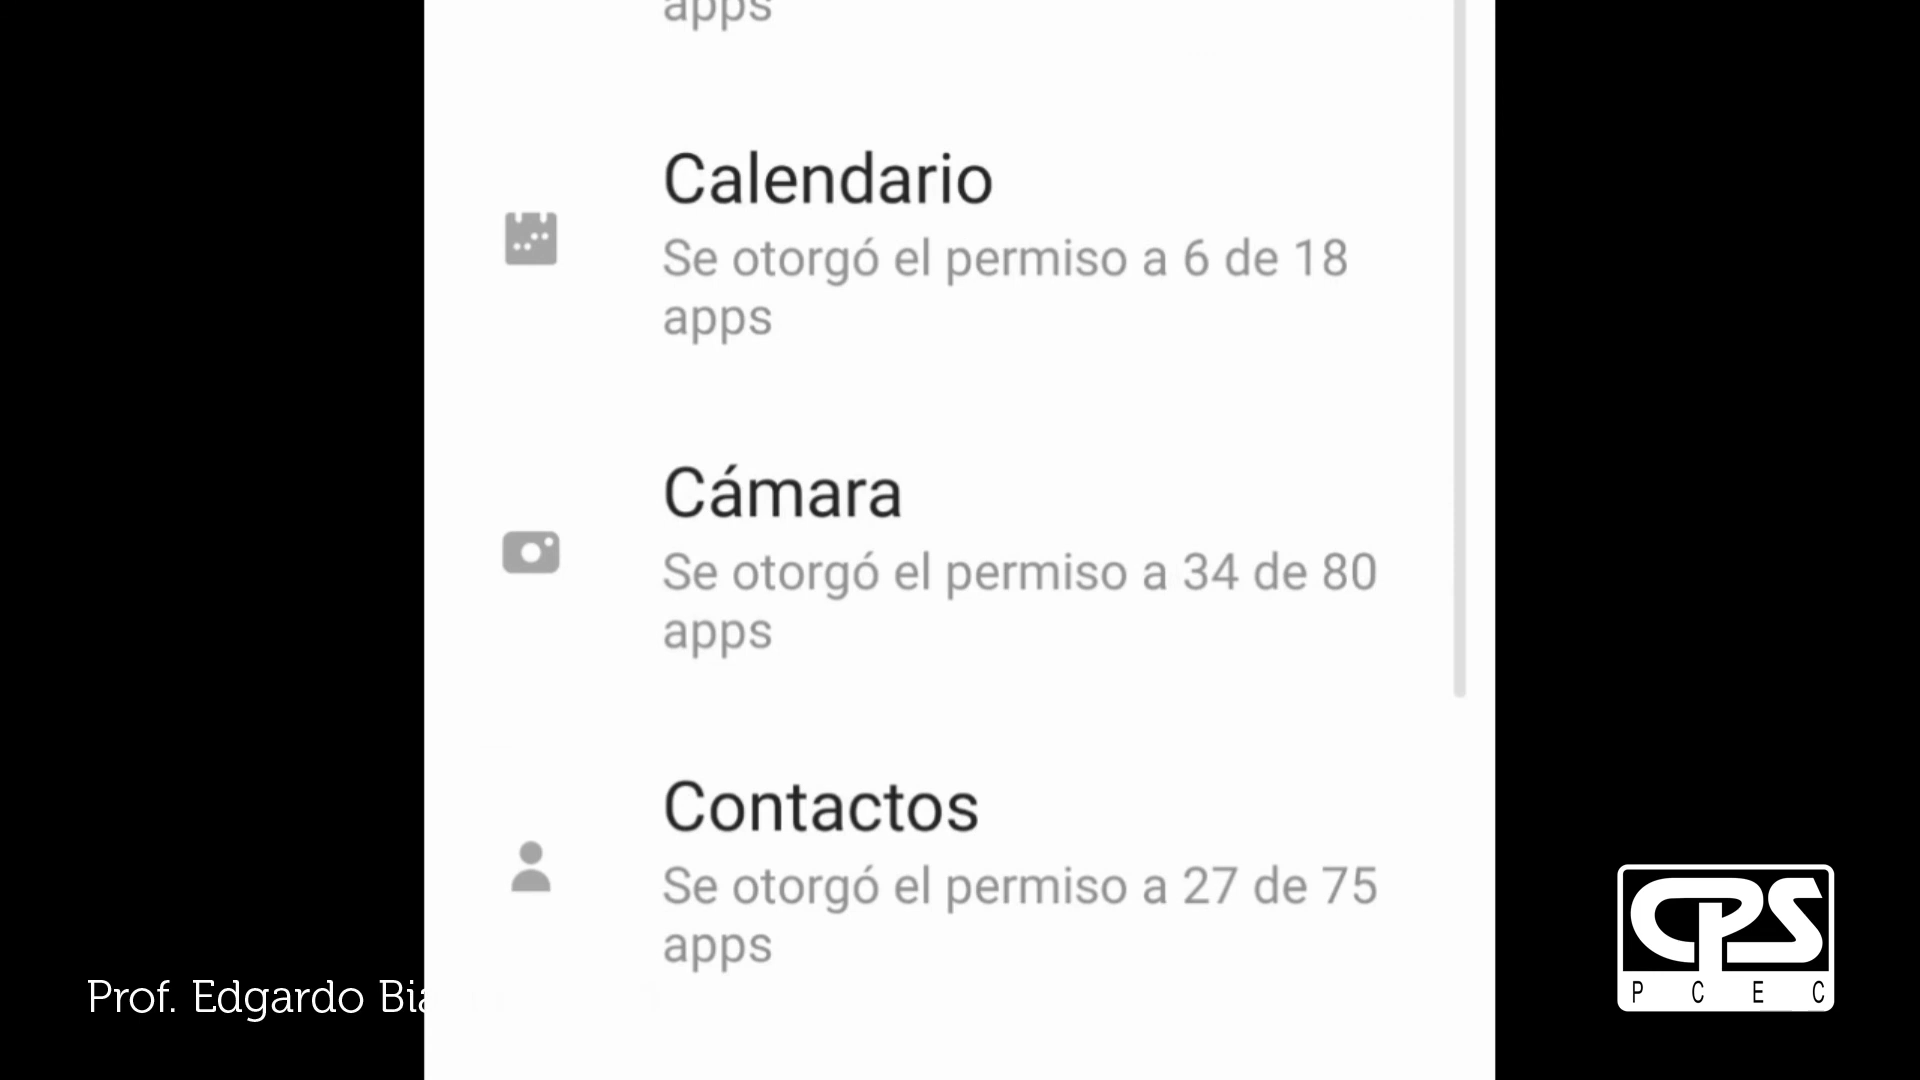 apps
Calendario
Se otorgó el permiso a 6 de 18
apps
Cámara
Se otorgó el permiso a 34 de 80
apps
Contactos
Se otorgó el permiso a 27 de 75
apps
Prof. Edgardo
CPS
P C E C